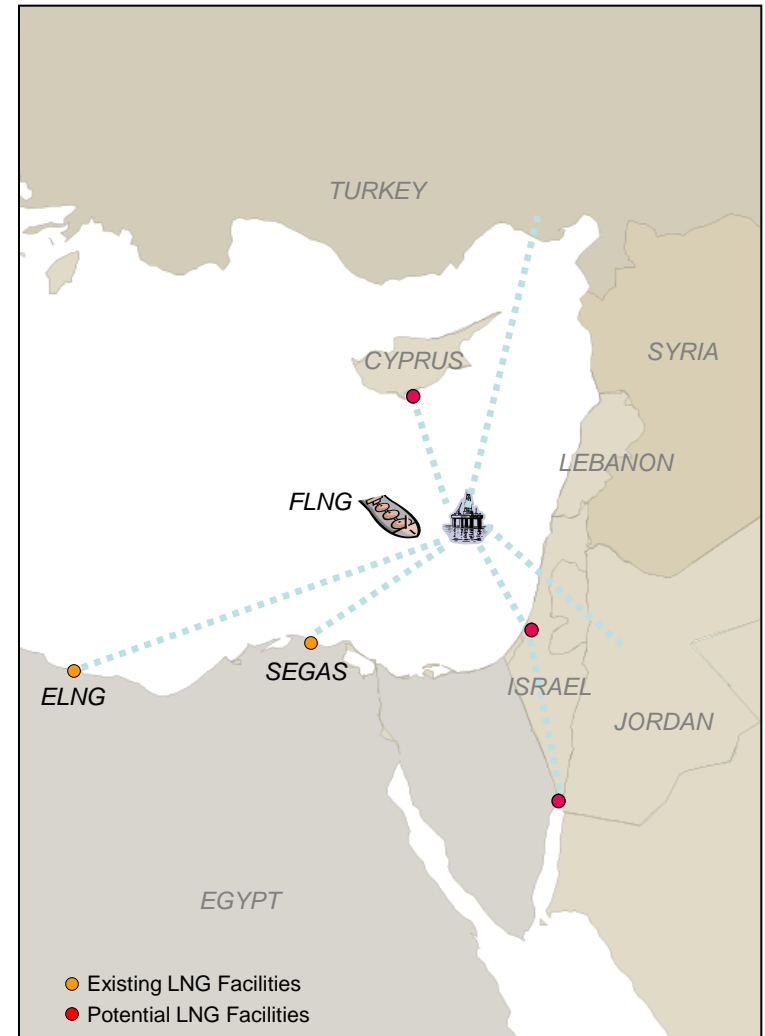 TURKEY
CYPRUS
SYRIA
LEBANON
FLNG
SEGAS
ELNG
ISRAEL
JORDAN
EGYPT
Existing LNG Facilities
Potential LNG Facilities